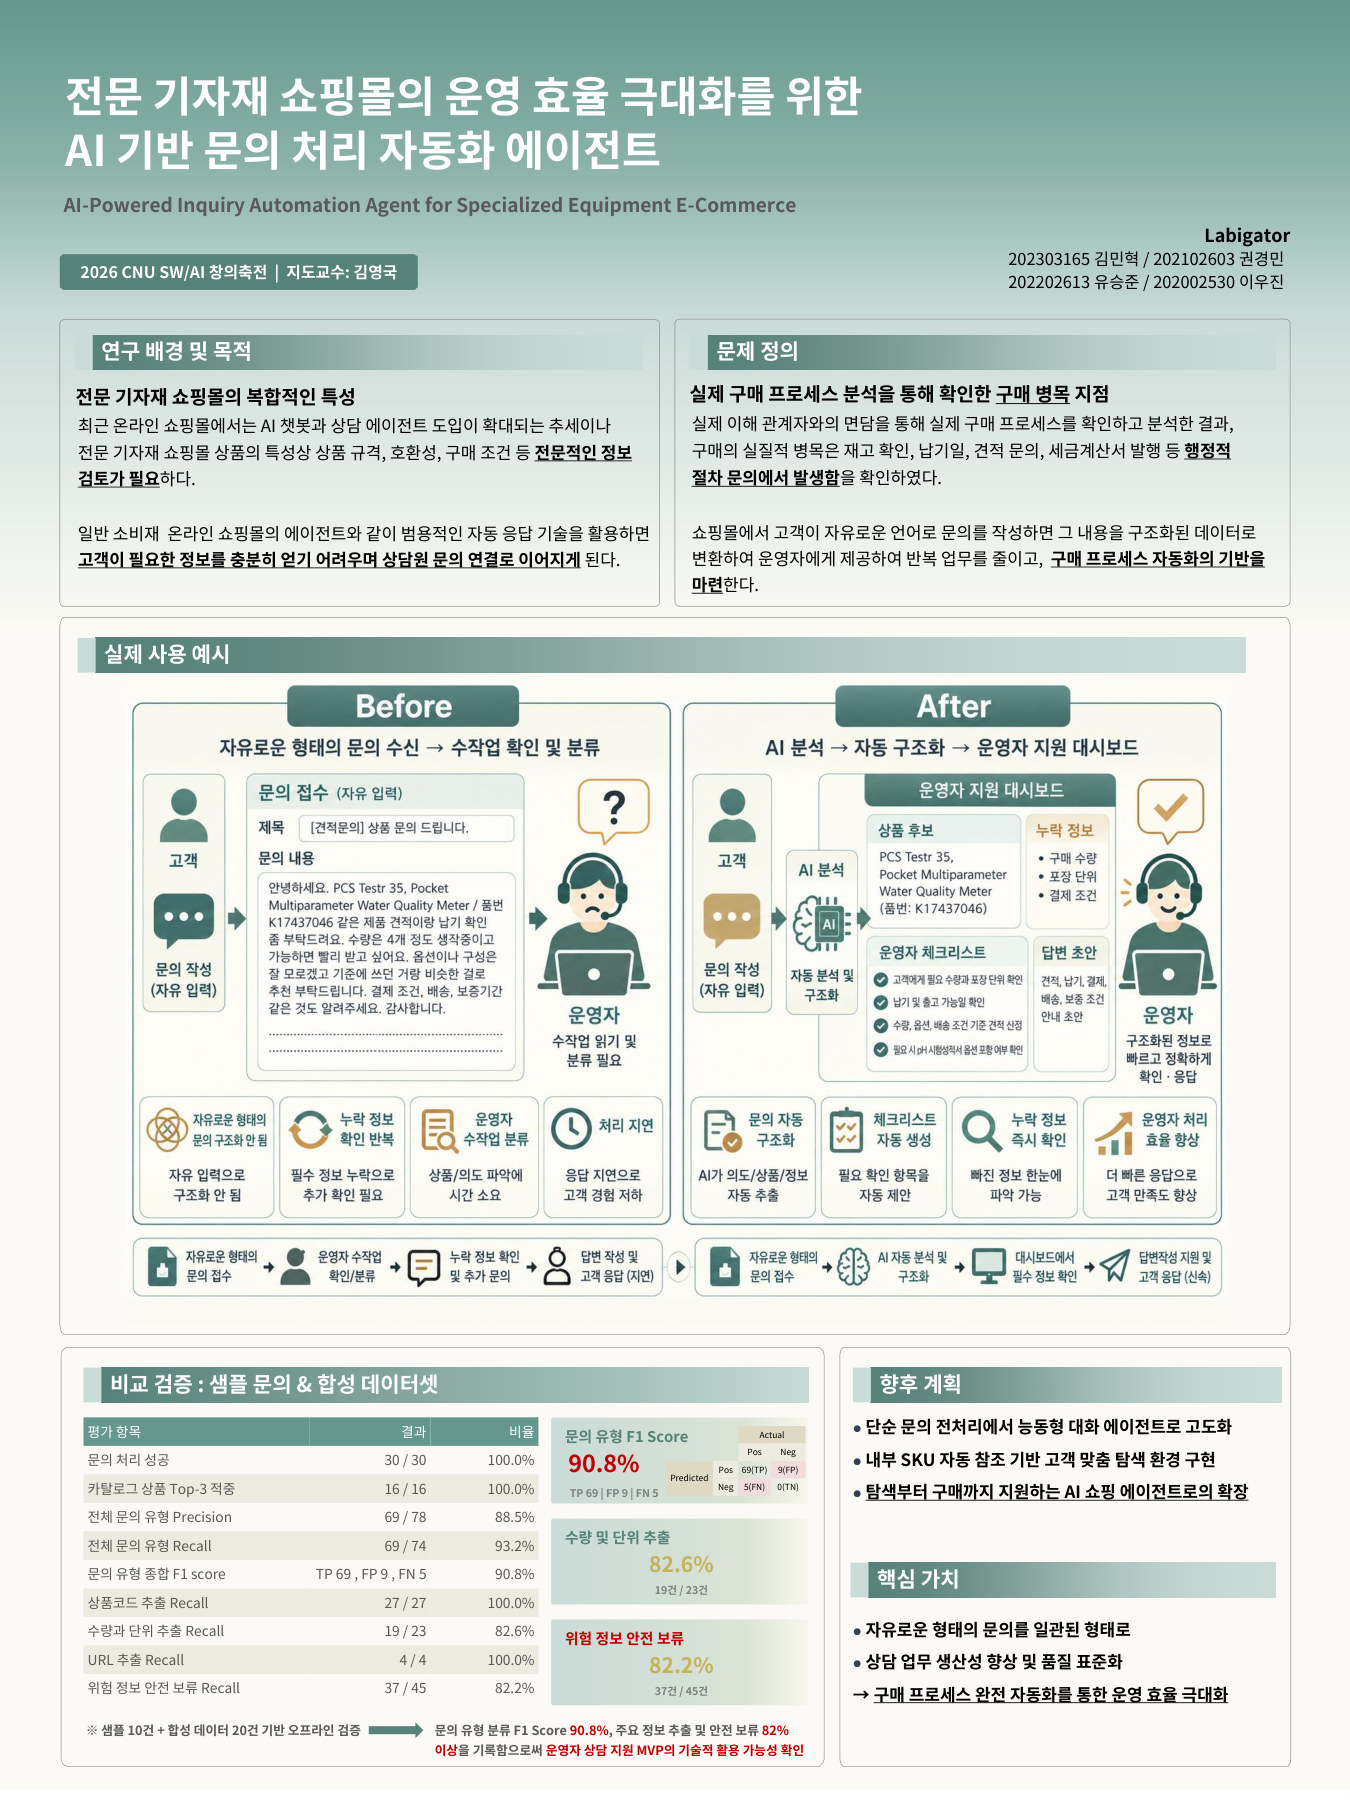 전문 기자재 쇼핑몰의 운영 효율 극대화를 위한
AI 기반 문의 처리 자동화 에이전트
AI-Powered Inquiry Automation Agent for Specialized Equipment E-Commerce
2026 CNU SW/AI 창의축전 | 지도교수: 김영국
Labigator
202303165 김민혁 / 202102603 권경민
202202613 유승준 / 202002530 이우진
연구 배경 및 목적
전문 기자재 쇼핑몰의 복합적인 특성
최근 온라인 쇼핑몰에서는 AI 챗봇과 상담 에이전트 도입이 확대되는 추세이나
전문 기자재 쇼핑몰 상품의 특성상 상품 규격, 호환성, 구매 조건 등 전문적인 정보
검토가 필요하다.
일반 소비재 온라인 쇼핑몰의 에이전트와 같이 범용적인 자동 응답 기술을 활용하면
고객이 필요한 정보를 충분히 얻기 어려우며 상담원 문의 연결로 이어지게 된다.
문제 정의
실제 구매 프로세스 분석을 통해 확인한 구매 병목 지점
실제 이해 관계자와의 면담을 통해 실제 구매 프로세스를 확인하고 분석한 결과,
구매의 실질적 병목은 재고 확인, 납기일, 견적 문의, 세금계산서 발행 등 행정적
절차 문의에서 발생함을 확인하였다.
쇼핑몰에서 고객이 자유로운 언어로 문의를 작성하면 그 내용을 구조화된 데이터로
변환하여 운영자에게 제공하여 반복 업무를 줄이고, 구매 프로세스 자동화의 기반을
마련한다.
실제 사용 예시
Before
자유로운 형태의 문의 수신 → 수작업 확인 및 분류
고객
문의 작성
(자유 입력)
문의 접수 (자유 입력)
제목
[견적문의] 상품 문의 드립니다.
문의 내용
안녕하세요. PCS Testr 35, Pocket
Multiparameter Water Quality Meter / 품번
K17437046 같은 제품 견적이랑 납기 확인
좀 부탁드려요. 수량은 4개 정도 생각중이고
가능하면 빨리 받고 싶어요. 옵션이나 구성은
잘 모르겠고 기준에 쓰던 거랑 비슷한 걸로
추천 부탁드립니다. 결제 조건, 배송, 보증기간
같은 것도 알려주세요. 감사합니다.
?
운영자
수작업 읽기 및
분류 필요
자유로운 형태의
문의 구조화 안 됨
자유 입력으로
구조화 안 됨
누락 정보
확인 반복
필수 정보 누락으로
추가 확인 필요
운영자
수작업 분류
상품/의도 파악에
시간 소요
처리 지연
응답 지연으로
고객 경험 저하
After
AI 분석 → 자동 구조화 → 운영자 지원 대시보드
고객
문의 작성
(자유 입력)
AI 분석
AI
자동 분석 및
구조화
운영자 지원 대시보드
상품 후보
PCS Testr 35,
Pocket Multiparameter
Water Quality Meter
(품번: K17437046)
누락 정보
• 구매 수량
• 포장 단위
• 결제 조건
운영자 체크리스트
고객에게 필요 수량과 포장 단위 확인
납기 및 출고 가능일 확인
수량, 옵션, 배송 조건 기준 견적 산정
필요 시 pH 시험성적서 옵션 포함 여부 확인
답변 초안
견적, 납기, 결제,
배송, 보증 조건
안내 초안
운영자
구조화된 정보로
빠르고 정확하게
확인 · 응답
문의 자동
구조화
AI가 의도/상품/정보
자동 추출
체크리스트
자동 생성
필요 확인 항목을
자동 제안
누락 정보
즉시 확인
빠진 정보 한눈에
파악 가능
운영자 처리
효율 향상
더 빠른 응답으로
고객 만족도 향상
자유로운 형태의
문의 접수
운영자 수작업
확인/분류
누락 정보 확인
및 추가 문의
답변 작성 및
고객 응답 (지연)
자유로운 형태의
문의 접수
AI 자동 분석 및
구조화
대시보드에서
필수 정보 확인
답변작성 지원 및
고객 응답 (신속)
비교 검증 : 샘플 문의 & 합성 데이터셋
평가 항목 결과 비율
문의 처리 성공 30 / 30 100.0%
카탈로그 상품 Top-3 적중 16 / 16 100.0%
전체 문의 유형 Precision 69 / 78 88.5%
전체 문의 유형 Recall 69 / 74 93.2%
문의 유형 종합 F1 score TP 69 , FP 9 , FN 5 90.8%
상품코드 추출 Recall 27 / 27 100.0%
수량과 단위 추출 Recall 19 / 23 82.6%
URL 추출 Recall 4 / 4 100.0%
위험 정보 안전 보류 Recall 37 / 45 82.2%
문의 유형 F1 Score
90.8%
TP 69 | FP 9 | FN 5
Actual
Pos Neg
Predicted
Pos 69(TP) 9(FP)
Neg 5(FN) 0(TN)
수량 및 단위 추출
82.6%
19건 / 23건
위험 정보 안전 보류
82.2%
37건 / 45건
※ 샘플 10건 + 합성 데이터 20건 기반 오프라인 검증
문의 유형 분류 F1 Score 90.8%, 주요 정보 추출 및 안전 보류 82%
이상을 기록함으로써 운영자 상담 지원 MVP의 기술적 활용 가능성 확인
향후 계획
• 단순 문의 전처리에서 능동형 대화 에이전트로 고도화
• 내부 SKU 자동 참조 기반 고객 맞춤 탐색 환경 구현
• 탐색부터 구매까지 지원하는 AI 쇼핑 에이전트로의 확장
핵심 가치
• 자유로운 형태의 문의를 일관된 형태로
• 상담 업무 생산성 향상 및 품질 표준화
→ 구매 프로세스 완전 자동화를 통한 운영 효율 극대화